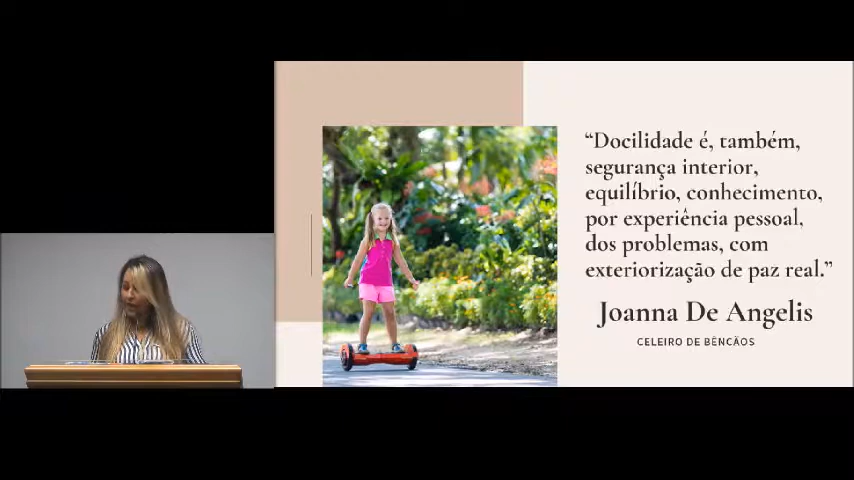 “Docilidade é, também,
segurança interior,
equilíbrio, conhecimento,
por experiência pessoal,
dos problemas, com
exteriorização de paz real.”
Joanna De Angelis
CELEIRO DE BÊNCÃOS